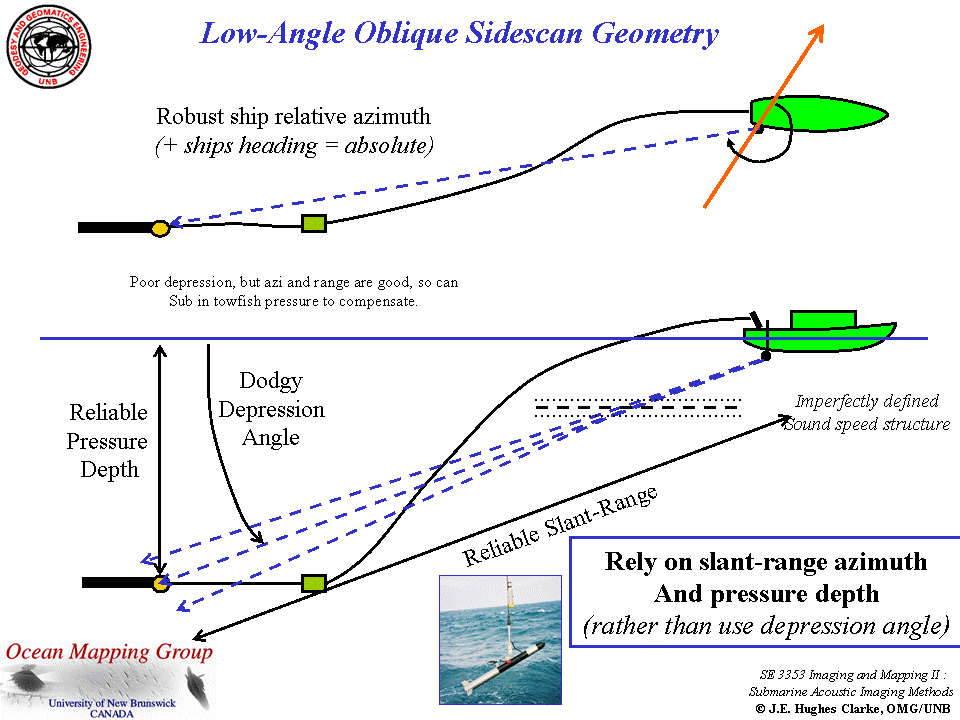 Low-Angle Oblique Sidescan Geometry
GEODESY AND GEOMATICS ENGINEERING
UNB
Robust ship relative azimuth
(+ ships heading = absolute)
Poor depression, but azi and range are good, so can
Sub in towfish pressure to compensate.
Dodgy
Depression
Angle
Reliable
Pressure
Depth
Imperfectly defined
Sound speed structure
Reliable Slant-Range
Rely on slant-range azimuth
And pressure depth
(rather than use depression angle)
Ocean Mapping Group
University of New Brunswick
CANADA
SE 3353 Imaging and Mapping II :
Submarine Acoustic Imaging Methods
© J.E. Hughes Clarke, OMG/UNB